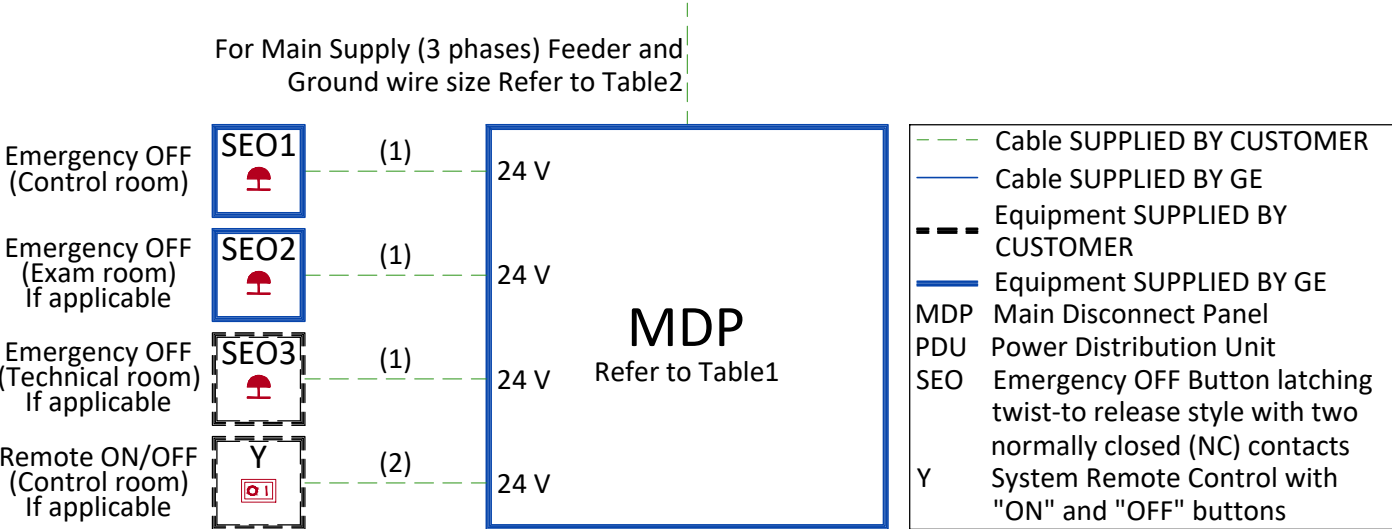 For Main Supply (3 phases) Feeder and
Ground wire size Refer to Table2
Emergency OFF
(Control room)
SEO1
(1)
24 V
Emergency OFF
(Exam room)
If applicable
SEO2
(1)
24 V
Emergency OFF
(Technical room)
If applicable
SEO3
(1)
24 V
Remote ON/OFF
(Control room)
If applicable
Y
(2)
24 V
MDP
Refer to Table1
Cable SUPPLIED BY CUSTOMER
Cable SUPPLIED BY GE
Equipment SUPPLIED BY
CUSTOMER
Equipment SUPPLIED BY GE
MDP Main Disconnect Panel
PDU Power Distribution Unit
SEO Emergency OFF Button latching
twist-to release style with two
normally closed (NC) contacts
Y System Remote Control with
"ON" and "OFF" buttons